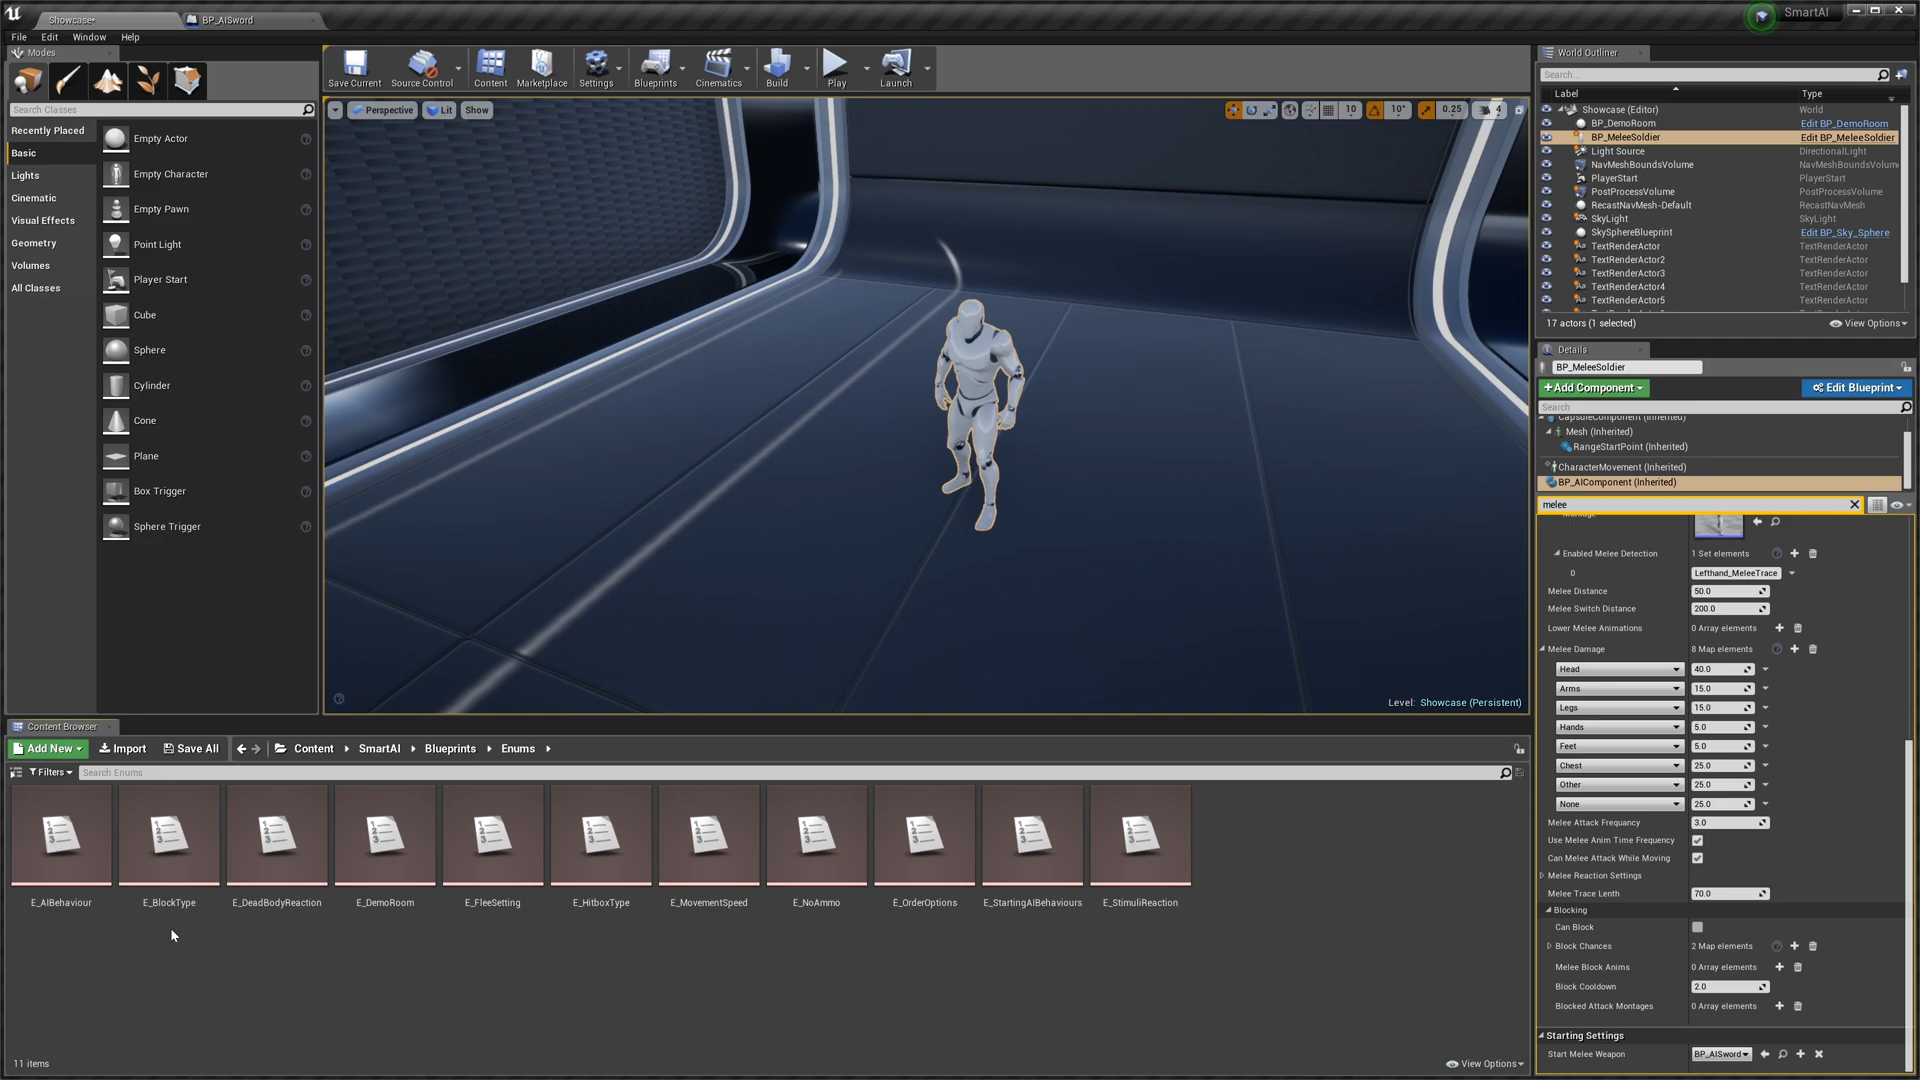 Showcase*
BP_AISword
SmartAI
File Edit Window Help
Modes
Search Classes
Recently Placed
Basic
Lights
Cinematic
Visual Effects
Geometry
Volumes
All Classes
Empty Actor
Empty Character
Empty Pawn
Point Light
Player Start
Cube
Sphere
Cylinder
Cone
Plane
Box Trigger
Sphere Trigger
Save Current
Source Control
Content
Marketplace
Settings
Blueprints
Cinematics
Build
Play
Launch
Perspective
Lit
Show
10
10°
0.25
4
Level: Showcase (Persistent)
World Outliner
Search...
Label Type
Showcase (Editor) World
BP_DemoRoom Edit BP_DemoRoom
BP_MeleeSoldier Edit BP_MeleeSoldier
Light Source DirectionalLight
NavMeshBoundsVolume NavMeshBoundsVolum
PlayerStart PlayerStart
PostProcessVolume PostProcessVolume
RecastNavMesh-Default RecastNavMesh
SkyLight SkyLight
SkySphereBlueprint Edit BP_Sky_Sphere
TextRenderActor TextRenderActor
TextRenderActor2 TextRenderActor
TextRenderActor3 TextRenderActor
TextRenderActor4 TextRenderActor
TextRenderActor5 TextRenderActor
17 actors (1 selected)
View Options
Details
BP_MeleeSoldier
+Add Component
Edit Blueprint
Search
CapsuleComponent (Inherited)
Mesh (Inherited)
RangeStartPoint (Inherited)
CharacterMovement (Inherited)
BP_AIComponent (Inherited)
melee
Enabled Melee Detection 1 Set elements
0 Lefthand_MeleeTrace
Melee Distance 50.0
Melee Switch Distance 200.0
Lower Melee Animations 0 Array elements
Melee Damage 8 Map elements
Head 40.0
Arms 15.0
Legs 15.0
Hands 5.0
Feet 5.0
Chest 25.0
Other 25.0
None 25.0
Melee Attack Frequency 3.0
Use Melee Anim Time Frequency
Can Melee Attack While Moving
Melee Reaction Settings
Melee Trace Lenth 70.0
Blocking
Can Block
Block Chances 2 Map elements
Melee Block Anims 0 Array elements
Block Cooldown 2.0
Blocked Attack Montages 0 Array elements
Starting Settings
Start Melee Weapon BP_AISword
Content Browser
Add New
Import
Save All
Content SmartAI Blueprints Enums
Filters
Search Enums
E_AIBehaviour
E_BlockType
E_DeadBodyReaction
E_DemoRoom
E_FleeSetting
E_HitboxType
E_MovementSpeed
E_NoAmmo
E_OrderOptions
E_StartingAIBehaviours
E_StimuliReaction
11 items
View Options